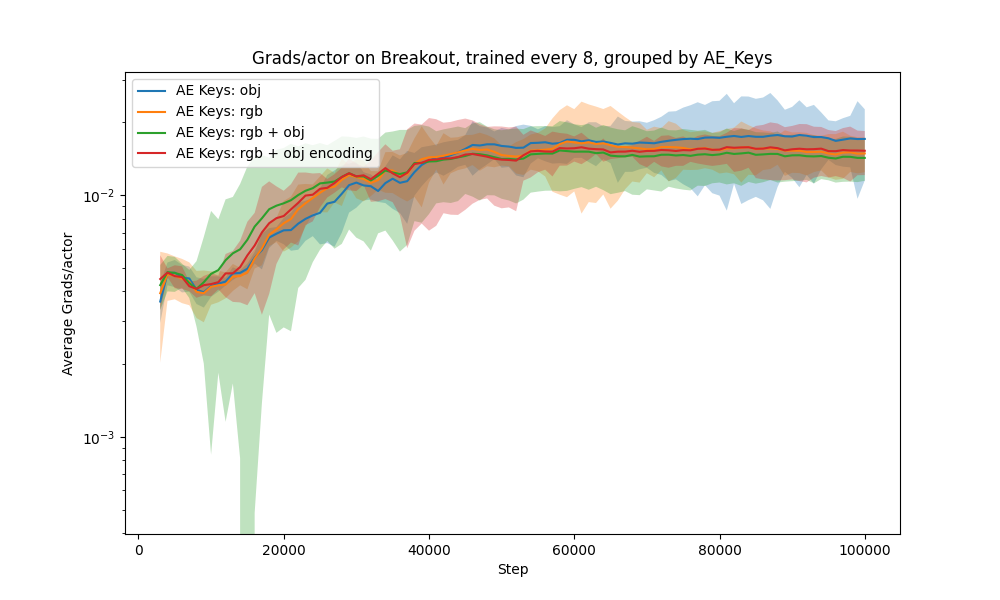 Grads/actor on Breakout, trained every 8, grouped by AE_Keys
AE Keys: obj
AE Keys: rgb
AE Keys: rgb + obj
AE Keys: rgb + obj encoding
Average Grads/actor
10⁻²
10⁻³
0 20000 40000 60000 80000 100000
Step